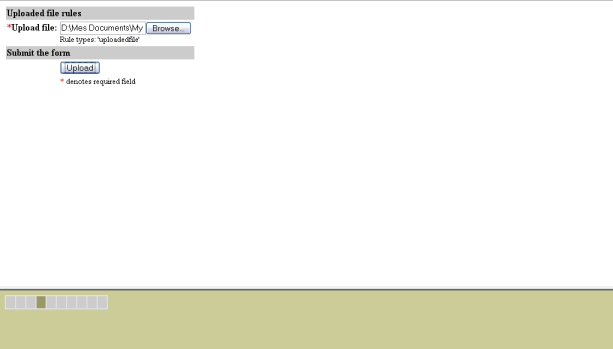 Uploaded file rules
*Upload file: D:\Mes Documents\My Browse...
Rule types: 'uploadedfile'
Submit the form
Upload
* denotes required field